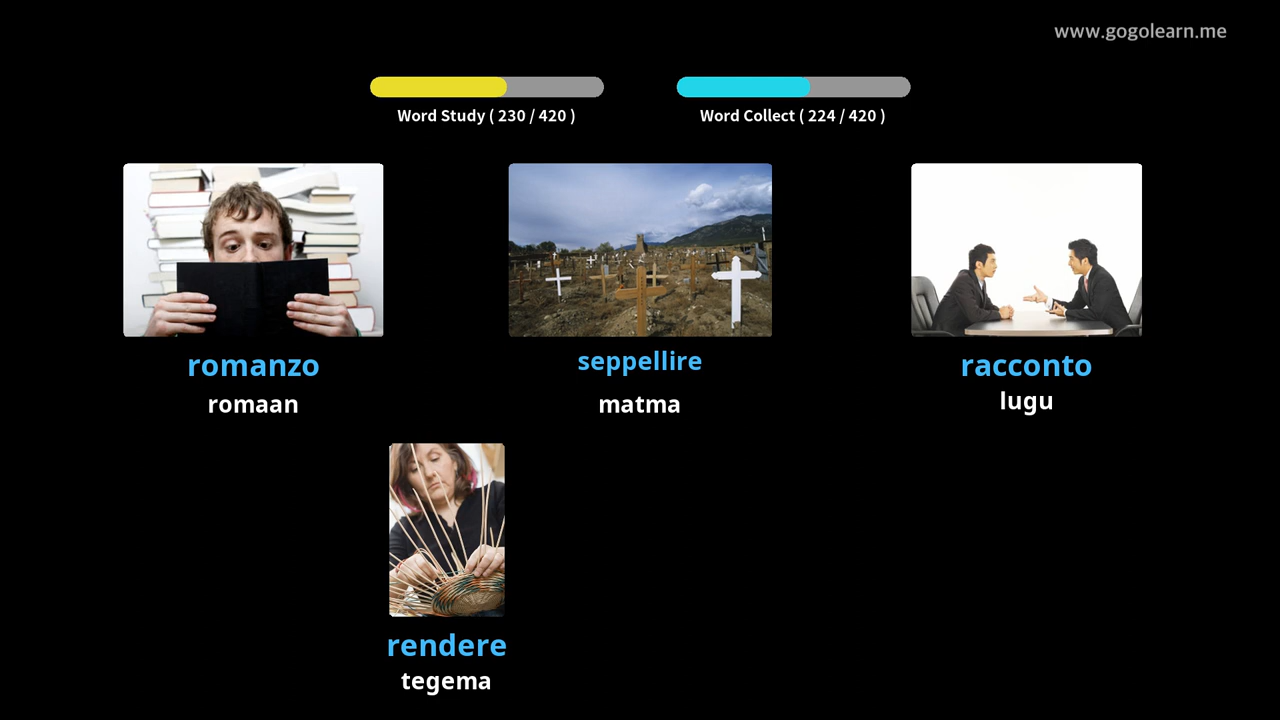 www.gogolearn.me
Word Study ( 230 / 420 )
Word Collect ( 224 / 420 )
romanzo
romaan
seppellire
matma
racconto
lugu
rendere
tegema